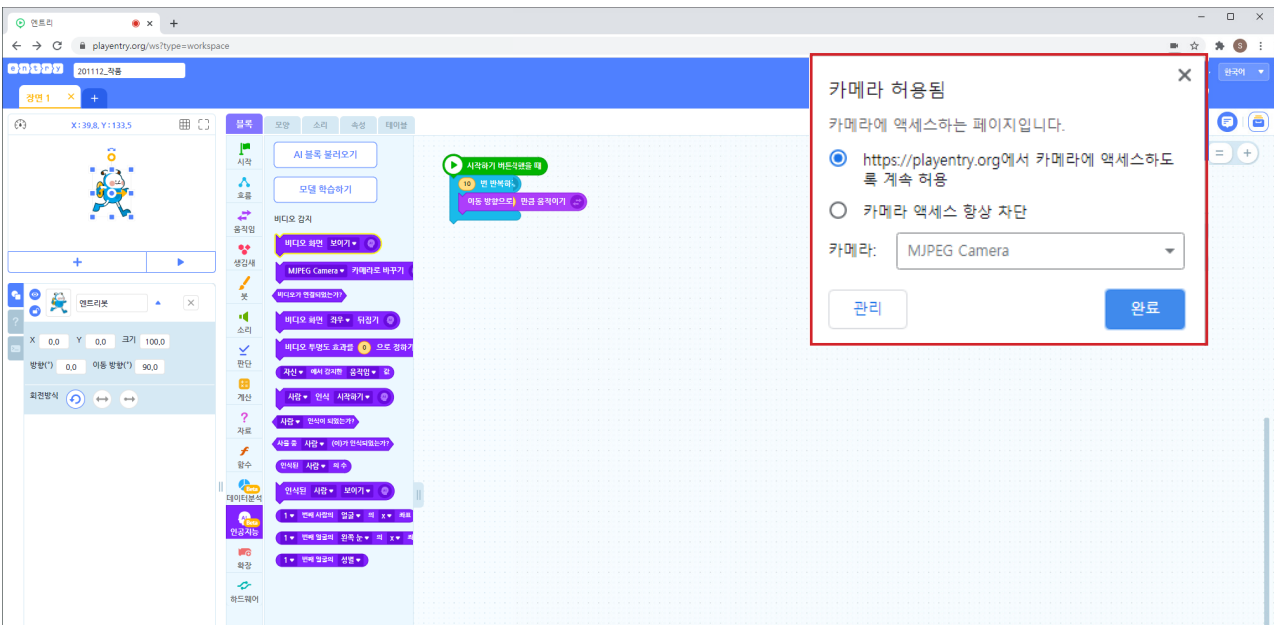 엔트리
playentry.org/ws?type=workspace
entry
201112_작품
한국어
장면 1
X : 39,8, Y : 133,5
블록
모양
소리
속성
테이블
시작
흐름
움직임
생김새
붓
소리
판단
계산
자료
함수
데이터분석
Beta
인공지능
Beta
확장
하드웨어
AI 블록 불러오기
모델 학습하기
비디오 감지
비디오 화면 보이기
MJPEG Camera 카메라로 바꾸기
비디오가 연결되었는가?
비디오 화면 좌우 뒤집기
비디오 투명도 효과를 0 으로 정하기
자신 에서 감지한 움직임 값
사람 인식 시작하기
사람 인식이 되었는가?
사물 중 사람 (이)가 인식되었는가?
인식된 사람 의 수
인식된 사람 보이기
1 번째 사람의 얼굴 의 x 좌표
1 번째 얼굴의 왼쪽 눈 의 x
1 번째 얼굴의 성별
시작하기 버튼을
10 번 반복하기
이동 방향으로 만큼 움직이기
엔트리봇
X 0,0 Y 0,0 크기 100,0
방향(°) 0,0 이동 방향(°) 90,0
회전방식
카메라 허용됨
카메라에 액세스하는 페이지입니다.
https://playentry.org에서 카메라에 액세스하도
록 계속 허용
카메라 액세스 항상 차단
카메라: MJPEG Camera
관리
완료